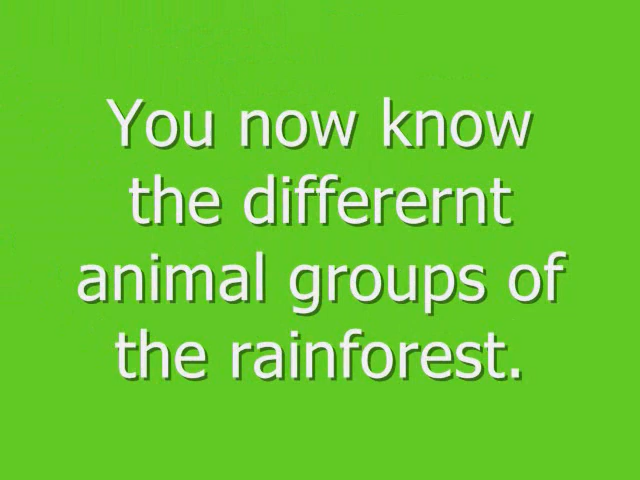 You now know
the differernt
animal groups of
the rainforest.